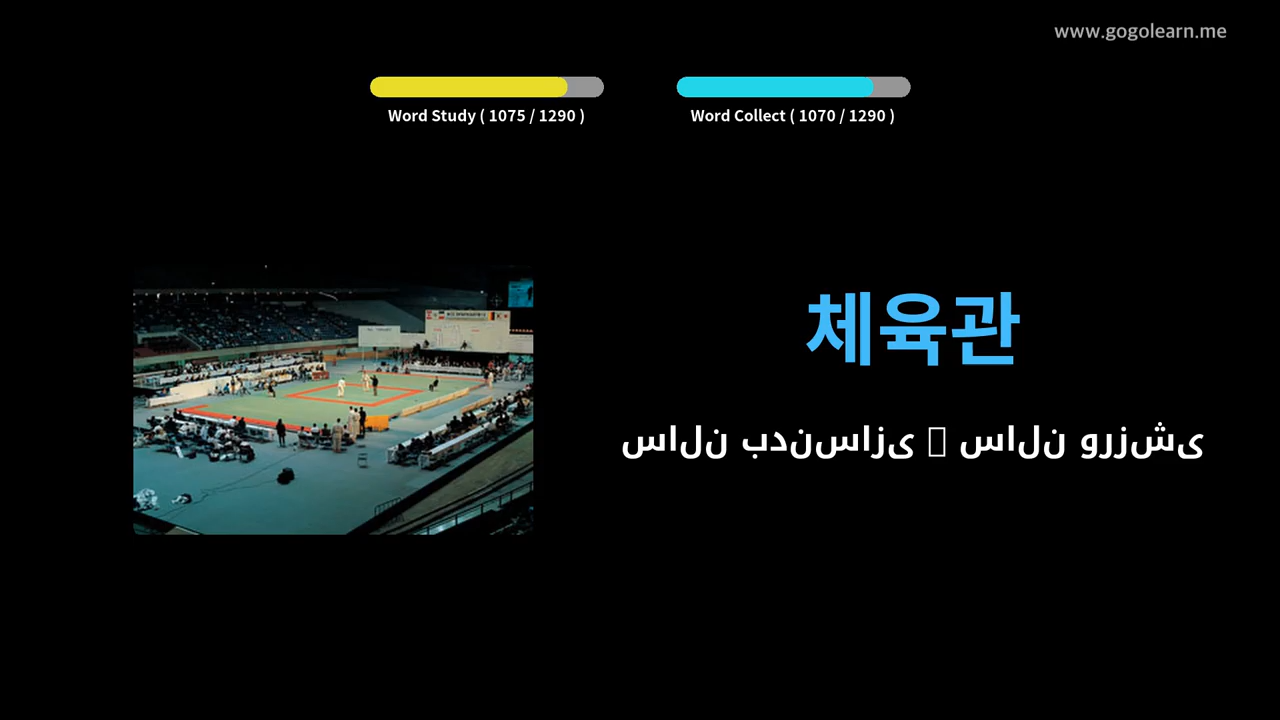 www.gogolearn.me
Word Study ( 1075 / 1290 )
Word Collect ( 1070 / 1290 )
체육관
سالن بدنسازی ▯ سالن ورزشی